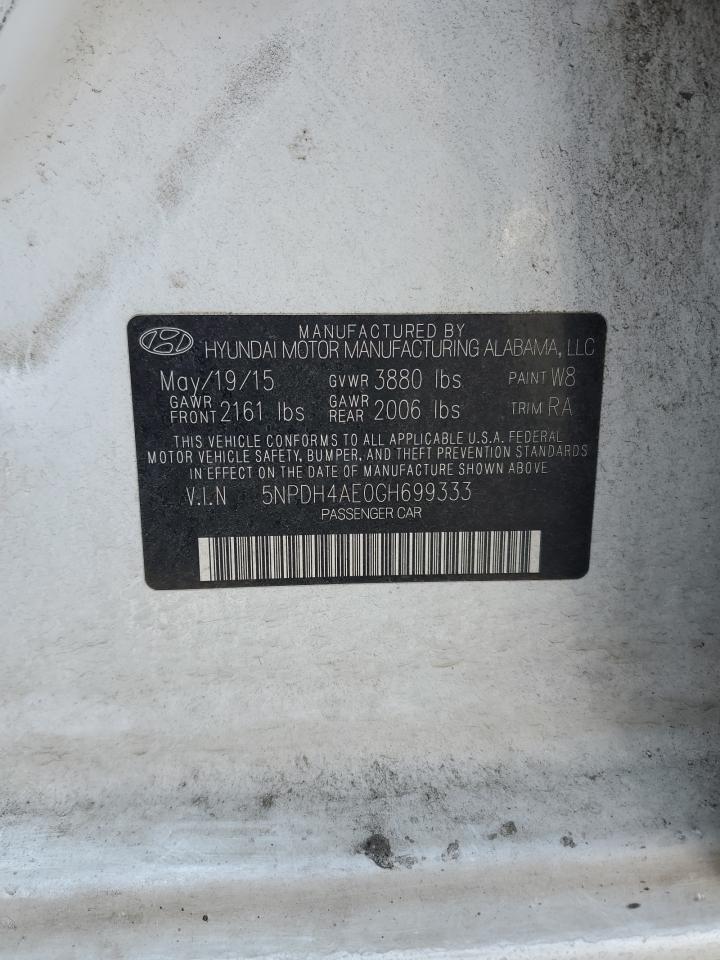 MANUFACTURED BY
HYUNDAI MOTOR MANUFACTURING ALABAMA, LLC
May/19/15 GVWR 3880 lbs PAINT W8
GAWR FRONT 2161 lbs GAWR REAR 2006 lbs TRIM RA
THIS VEHICLE CONFORMS TO ALL APPLICABLE U.S.A. FEDERAL
MOTOR VEHICLE SAFETY, BUMPER, AND THEFT PREVENTION STANDARDS
IN EFFECT ON THE DATE OF MANUFACTURE SHOWN ABOVE
V.I.N 5NPDH4AE0GH699333
PASSENGER CAR